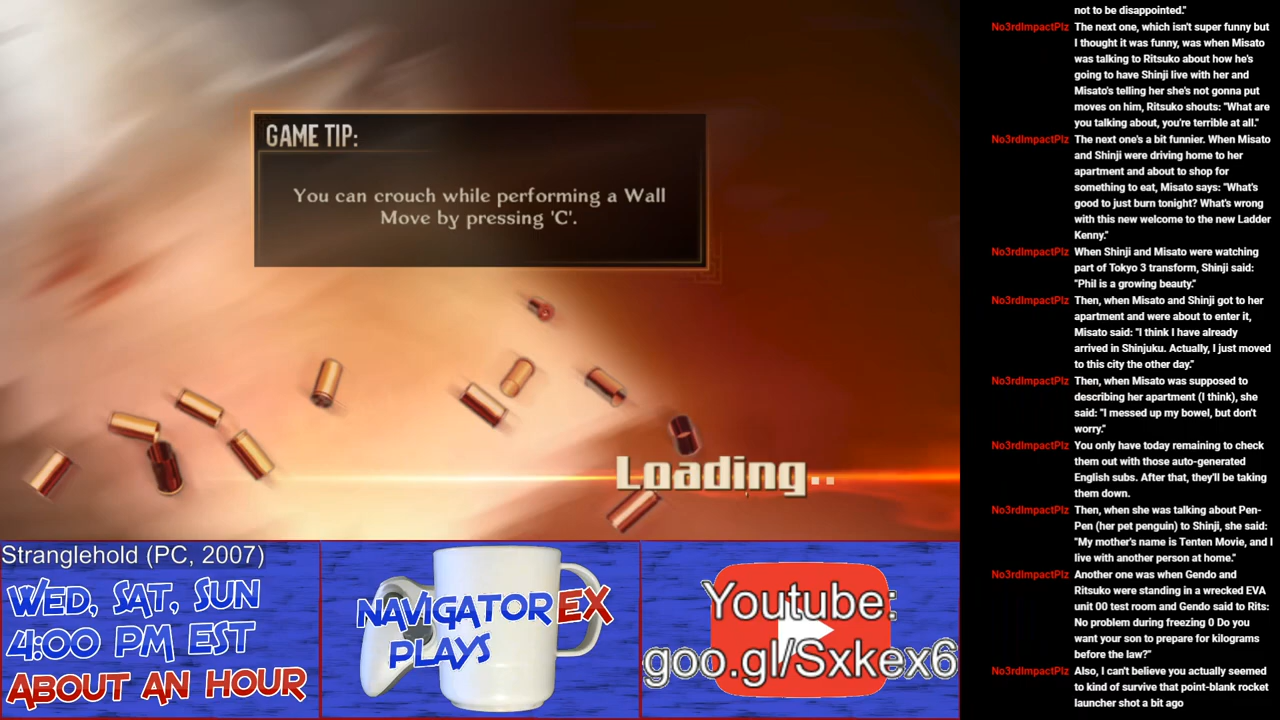 GAME TIP:
You can crouch while performing a Wall
Move by pressing 'C'.
Loading..
Stranglehold (PC, 2007)
WED, SAT, SUN
4:00 PM EST
ABOUT AN HOUR
NAVIGATOR EX
PLAYS
Youtube:
goo.gl/Sxkex6
not to be disappointed."
No3rdImpactPlz The next one, which isn't super funny but
I thought it was funny, was when Misato
was talking to Ritsuko about how he's
going to have Shinji live with her and
Misato's telling her she's not gonna put
moves on him, Ritsuko shouts: "What are
you talking about, you're terrible at all."
No3rdImpactPlz The next one's a bit funnier. When Misato
and Shinji were driving home to her
apartment and about to shop for
something to eat, Misato says: "What's
good to just burn tonight? What's wrong
with this new welcome to the new Ladder
Kenny."
No3rdImpactPlz When Shinji and Misato were watching
part of Tokyo 3 transform, Shinji said:
"Phil is a growing beauty."
No3rdImpactPlz Then, when Misato and Shinji got to her
apartment and were about to enter it,
Misato said: "I think I have already
arrived in Shinjuku. Actually, I just moved
to this city the other day."
No3rdImpactPlz Then, when Misato was supposed to
describing her apartment (I think), she
said: "I messed up my bowel, but don't
worry."
No3rdImpactPlz You only have today remaining to check
them out with those auto-generated
English subs. After that, they'll be taking
them down.
No3rdImpactPlz Then, when she was talking about Pen-
Pen (her pet penguin) to Shinji, she said:
"My mother's name is Tenten Movie, and I
live with another person at home."
No3rdImpactPlz Another one was when Gendo and
Ritsuko were standing in a wrecked EVA
unit 00 test room and Gendo said to Rits:
No problem during freezing 0 Do you
want your son to prepare for kilograms
before the law?"
No3rdImpactPlz Also, I can't believe you actually seemed
to kind of survive that point-blank rocket
launcher shot a bit ago